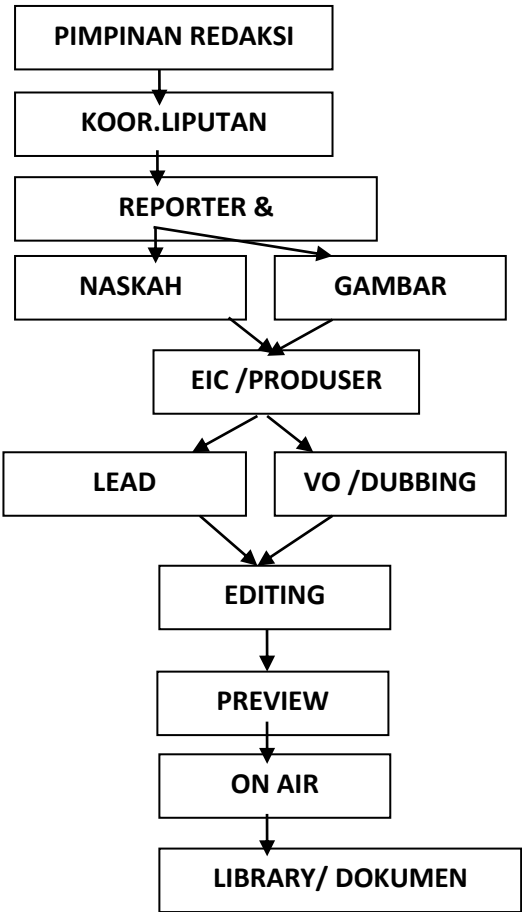 PIMPINAN REDAKSI
KOOR.LIPUTAN
REPORTER &
NASKAH
GAMBAR
EIC /PRODUSER
LEAD
VO /DUBBING
EDITING
PREVIEW
ON AIR
LIBRARY/ DOKUMEN